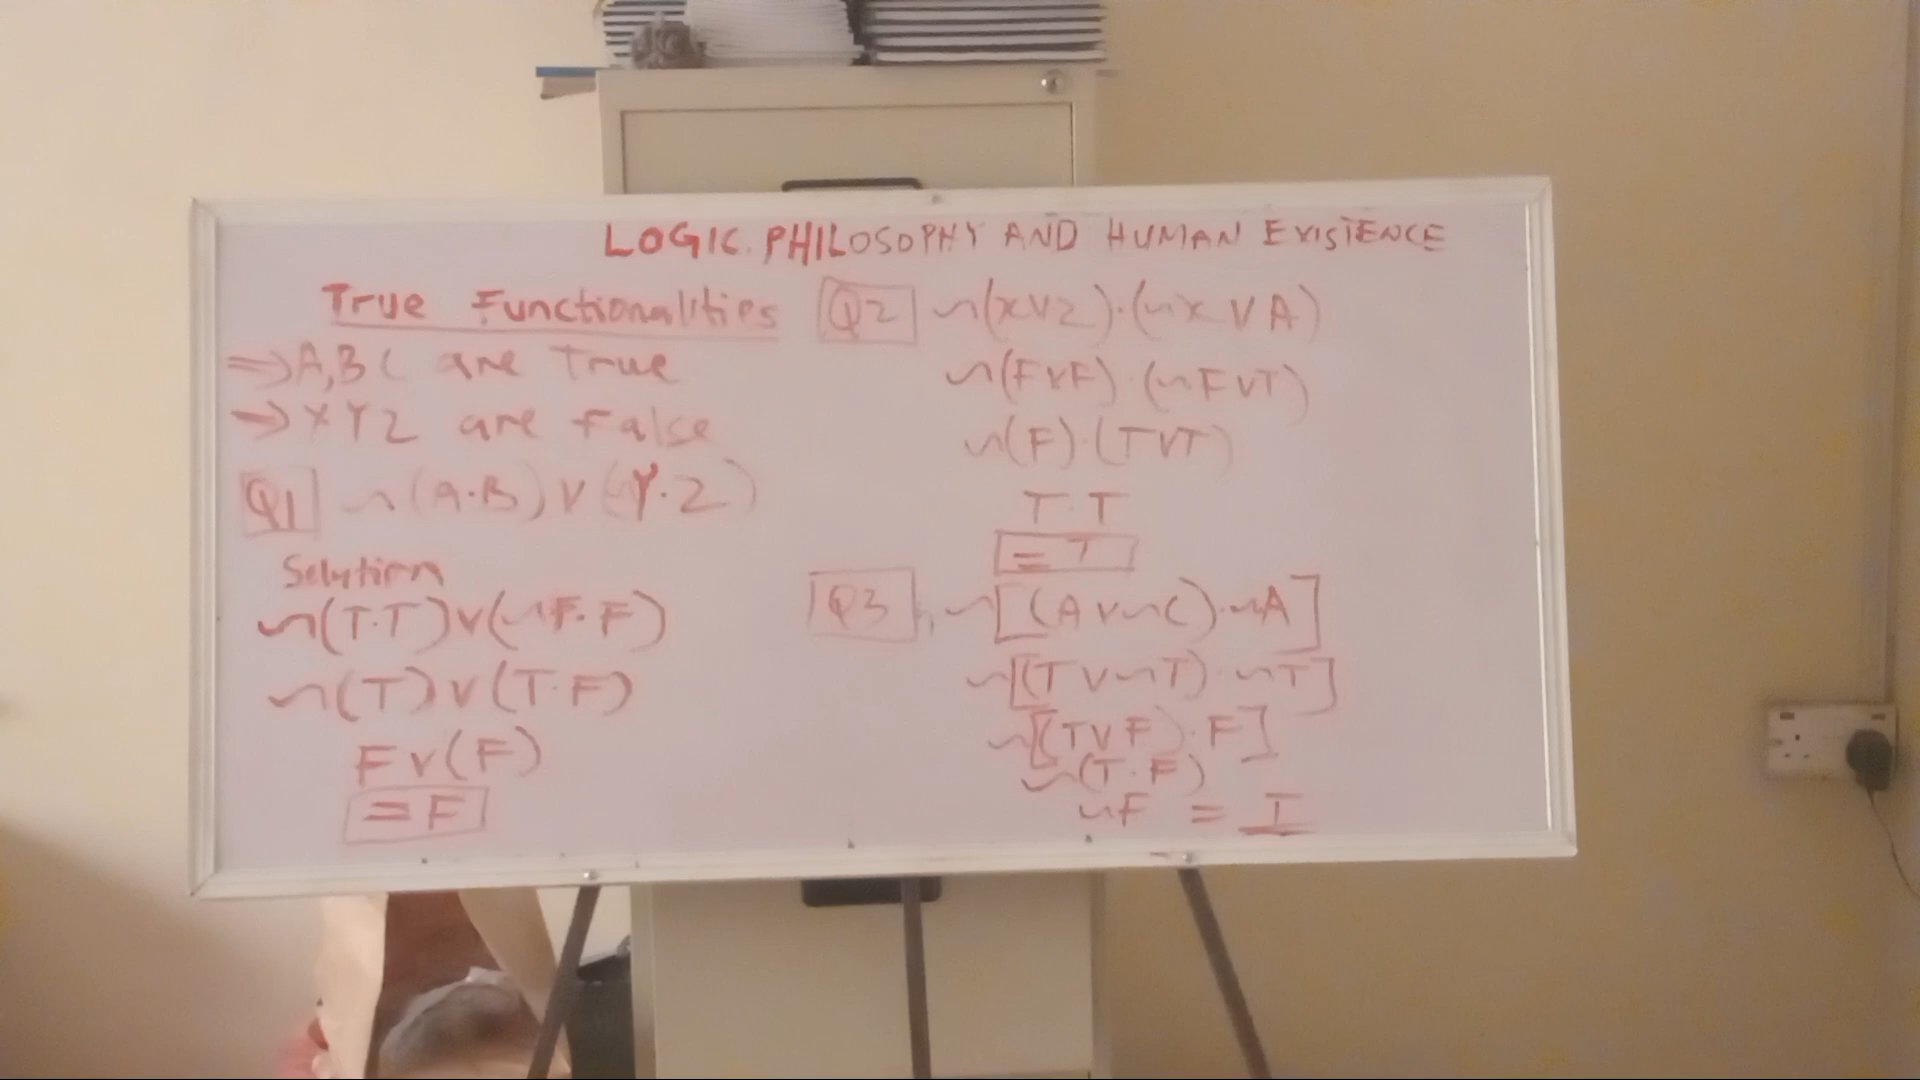 LOGIC. PHILOSOPHY AND HUMAN EXISTENCE
True Functionalities
⇒A,B C are True
→ X Y Z are False
Q1 ~(A·B) V (~Y·Z)
Solution
~(T·T) v (~F·F)
~(T) v (T·F)
F v (F)
= F
Q2 ~(x v z)·(~x V A)
~(F v F)·(~F v T)
~(F)·(T v T)
T·T
= T
Q3 ~[(A v ~C)·~A]
~[(T v ~T)·~T]
~[(T v F)·F]
~(T·F)
~F = T